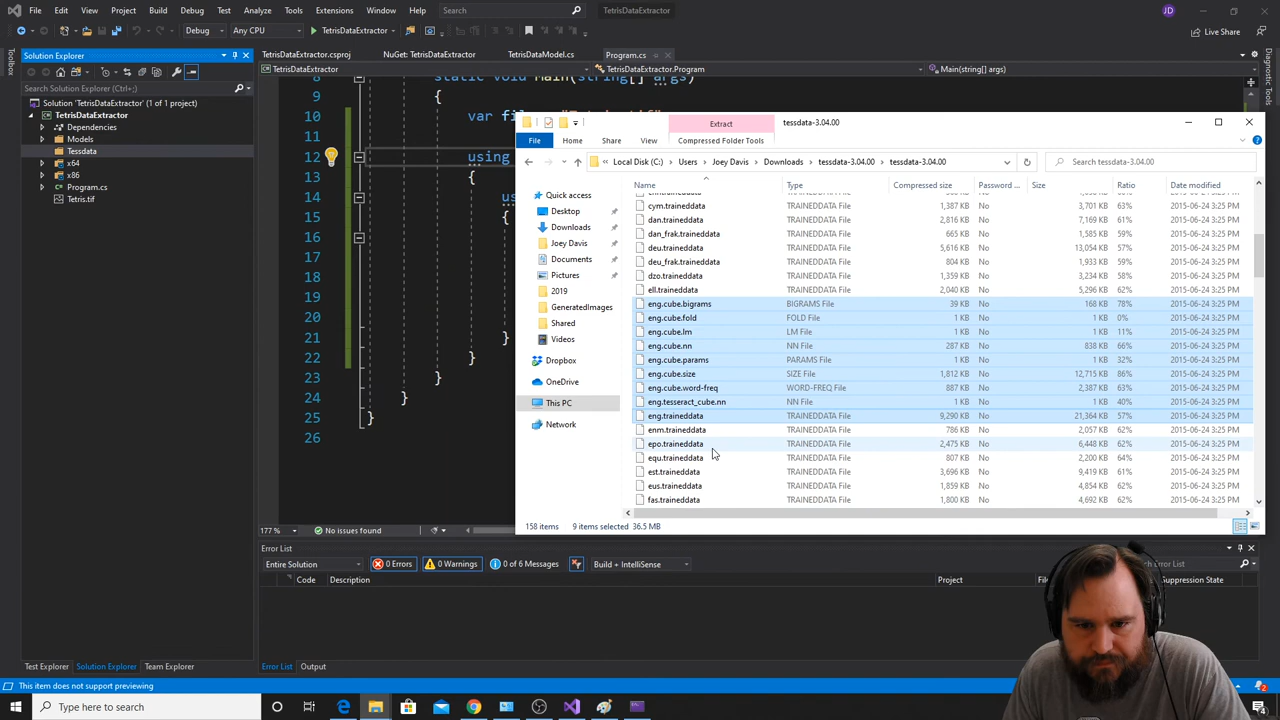 File Edit View Project Build Debug Test Analyze Tools Extensions Window Help Search TetrisDataExtractor JD
Debug Any CPU TetrisDataExtractor Live Share
Solution Explorer
Search Solution Explorer (Ctrl+;)
Solution 'TetrisDataExtractor' (1 of 1 project)
TetrisDataExtractor
Dependencies
Models
Tessdata
x64
x86
Program.cs
Tetris.tif
Toolbox
Diagnostic Tools
TetrisDataExtractor.csproj NuGet: TetrisDataExtractor TetrisDataModel.cs Program.cs
TetrisDataExtractor TetrisDataExtractor.Program Main(string[] args)
8 static void Main(string[] args)
9 {
10 var
11
12 using
13 {
14
15 {
16
17
18
19
20
21 }
22 }
23 }
24 }
25 }
26
177 % No issues found
Extract tessdata-3.04.00
File Home Share View Compressed Folder Tools
« Local Disk (C:) › Users › Joey Davis › Downloads › tessdata-3.04.00 › tessdata-3.04.00 Search tessdata-3.04.00
Quick access
Desktop
Downloads
Joey Davis
Documents
Pictures
2019
GeneratedImages
Shared
Videos
Dropbox
OneDrive
This PC
Network
Name Type Compressed size Password ... Size Ratio Date modified
cym.traineddata TRAINEDDATA File 1,387 KB No 3,701 KB 63% 2015-06-24 3:25 PM
dan.traineddata TRAINEDDATA File 2,816 KB No 7,169 KB 61% 2015-06-24 3:25 PM
dan_frak.traineddata TRAINEDDATA File 665 KB No 1,585 KB 59% 2015-06-24 3:25 PM
deu.traineddata TRAINEDDATA File 5,616 KB No 13,054 KB 57% 2015-06-24 3:25 PM
deu_frak.traineddata TRAINEDDATA File 804 KB No 1,933 KB 59% 2015-06-24 3:25 PM
dzo.traineddata TRAINEDDATA File 1,359 KB No 3,234 KB 58% 2015-06-24 3:25 PM
ell.traineddata TRAINEDDATA File 2,040 KB No 5,296 KB 62% 2015-06-24 3:25 PM
eng.cube.bigrams BIGRAMS File 39 KB No 168 KB 78% 2015-06-24 3:25 PM
eng.cube.fold FOLD File 1 KB No 1 KB 0% 2015-06-24 3:25 PM
eng.cube.lm LM File 1 KB No 1 KB 11% 2015-06-24 3:25 PM
eng.cube.nn NN File 287 KB No 838 KB 66% 2015-06-24 3:25 PM
eng.cube.params PARAMS File 1 KB No 1 KB 32% 2015-06-24 3:25 PM
eng.cube.size SIZE File 1,812 KB No 12,715 KB 86% 2015-06-24 3:25 PM
eng.cube.word-freq WORD-FREQ File 887 KB No 2,387 KB 63% 2015-06-24 3:25 PM
eng.tesseract_cube.nn NN File 1 KB No 1 KB 40% 2015-06-24 3:25 PM
eng.traineddata TRAINEDDATA File 9,290 KB No 21,364 KB 57% 2015-06-24 3:25 PM
enm.traineddata TRAINEDDATA File 786 KB No 2,057 KB 62% 2015-06-24 3:25 PM
epo.traineddata TRAINEDDATA File 2,475 KB No 6,448 KB 62% 2015-06-24 3:25 PM
equ.traineddata TRAINEDDATA File 807 KB No 2,200 KB 64% 2015-06-24 3:25 PM
est.traineddata TRAINEDDATA File 3,696 KB No 9,419 KB 61% 2015-06-24 3:25 PM
eus.traineddata TRAINEDDATA File 1,859 KB No 4,854 KB 62% 2015-06-24 3:25 PM
fas.traineddata TRAINEDDATA File 1,800 KB No 4,692 KB 62% 2015-06-24 3:25 PM
158 items 9 items selected 36.5 MB
Error List
Entire Solution 0 Errors 0 Warnings 0 of 6 Messages Build + IntelliSense
Code Description Project Suppression State
Test Explorer Solution Explorer Team Explorer Error List Output
This item does not support previewing
Type here to search